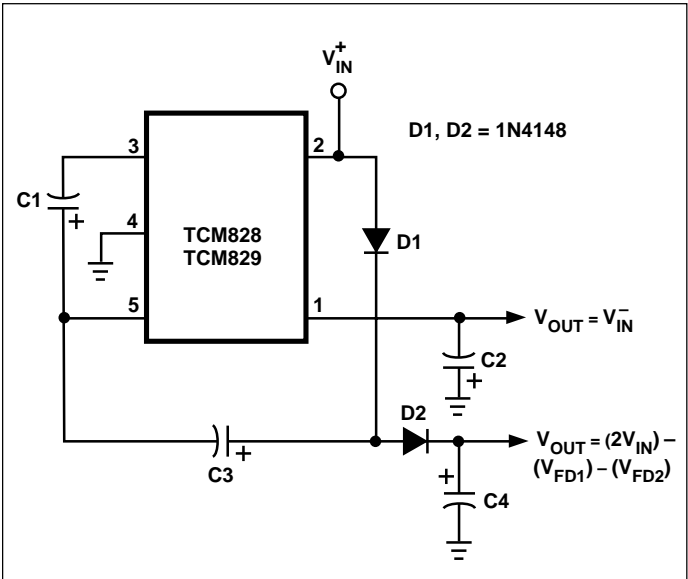 V⁺IN
D1, D2 = 1N4148
3
2
C1
+
4
TCM828
TCM829
D1
5
1
VOUT = V⁻IN
C2
+
D2
C3
+
VOUT = (2VIN) –
(VFD1) – (VFD2)
+
C4